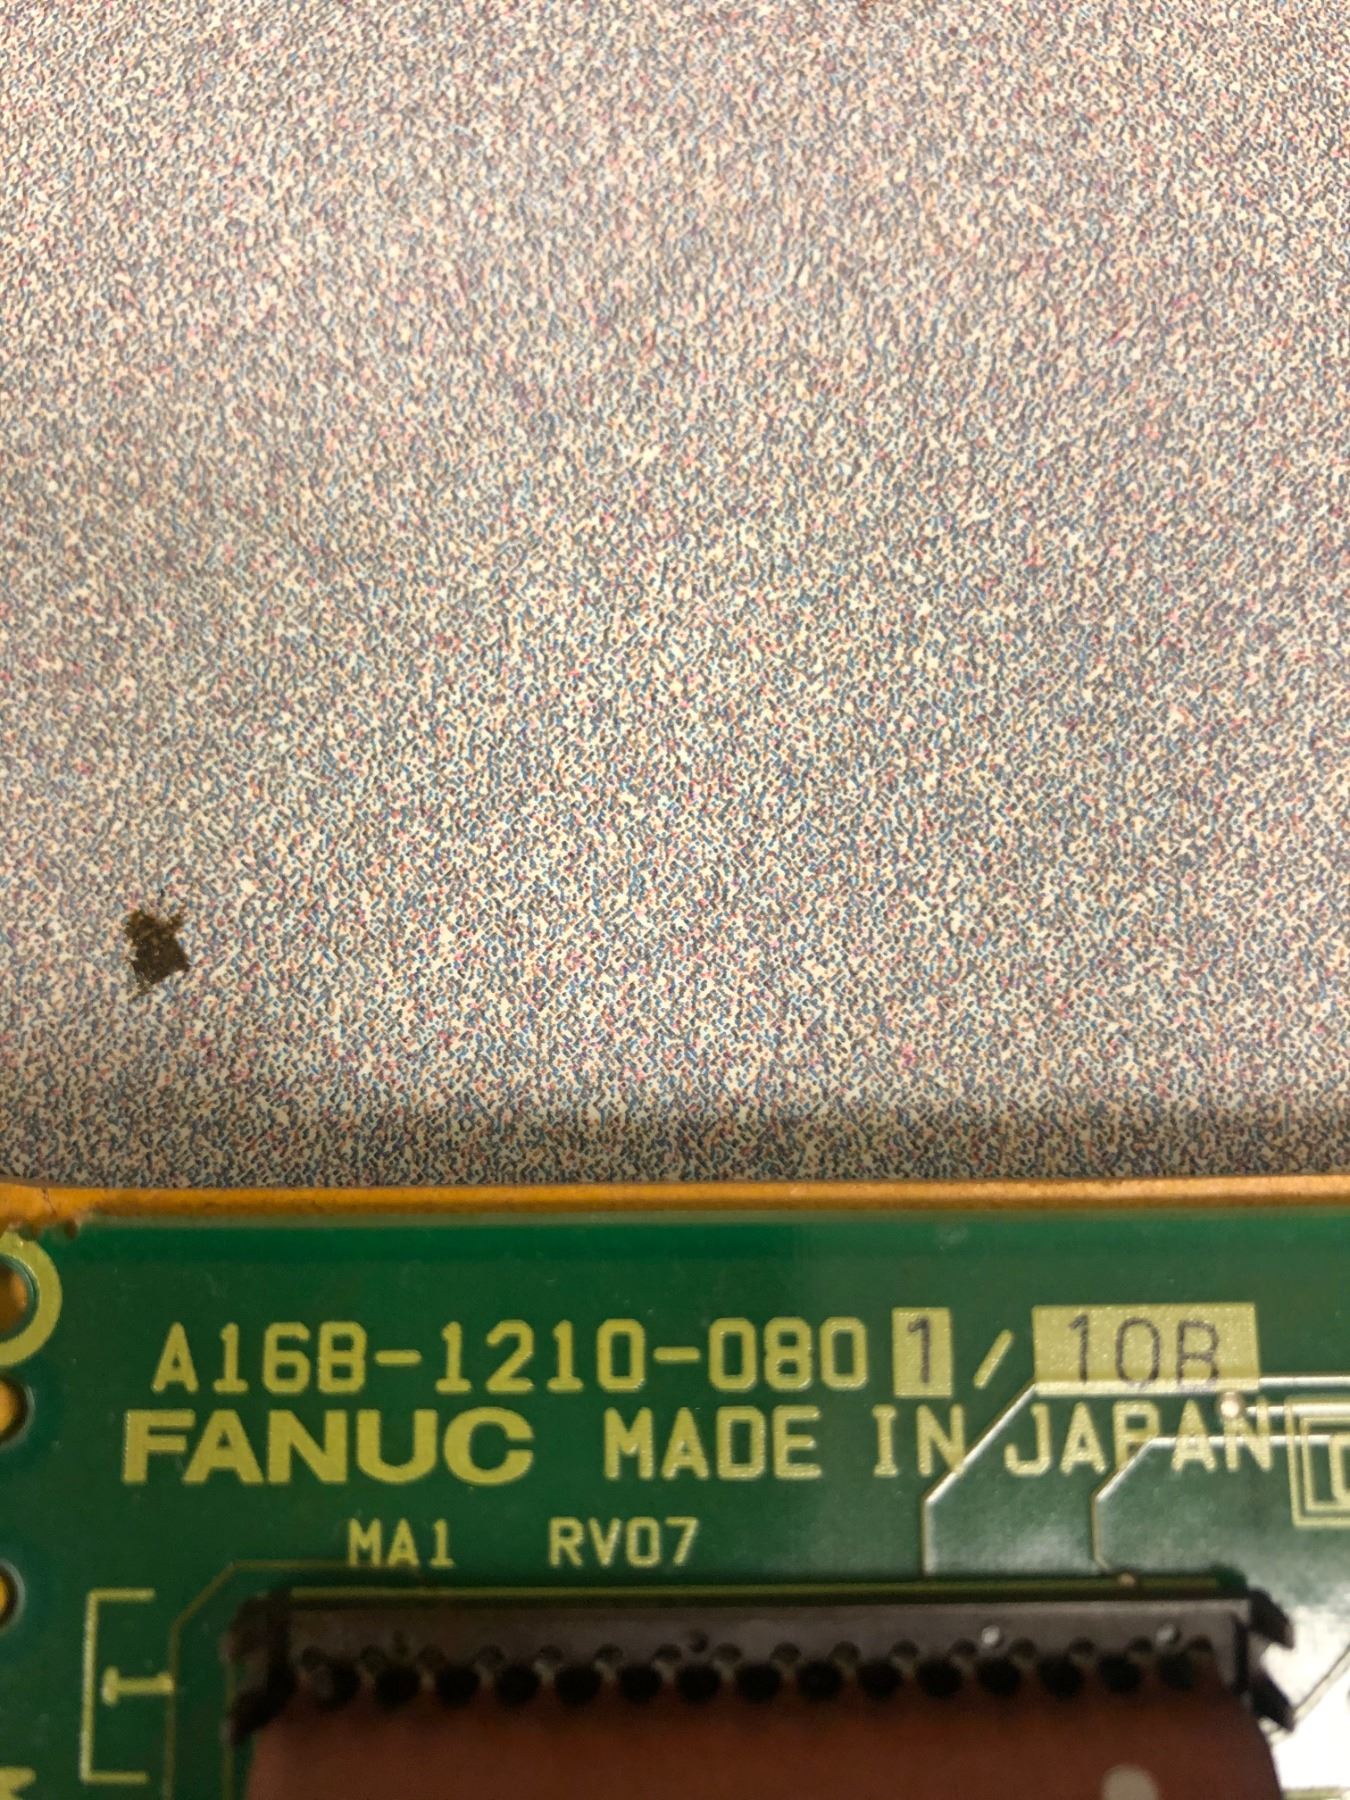 A16B-1210-0801/10B
FANUC MADE IN JAPAN
MA1 RV07